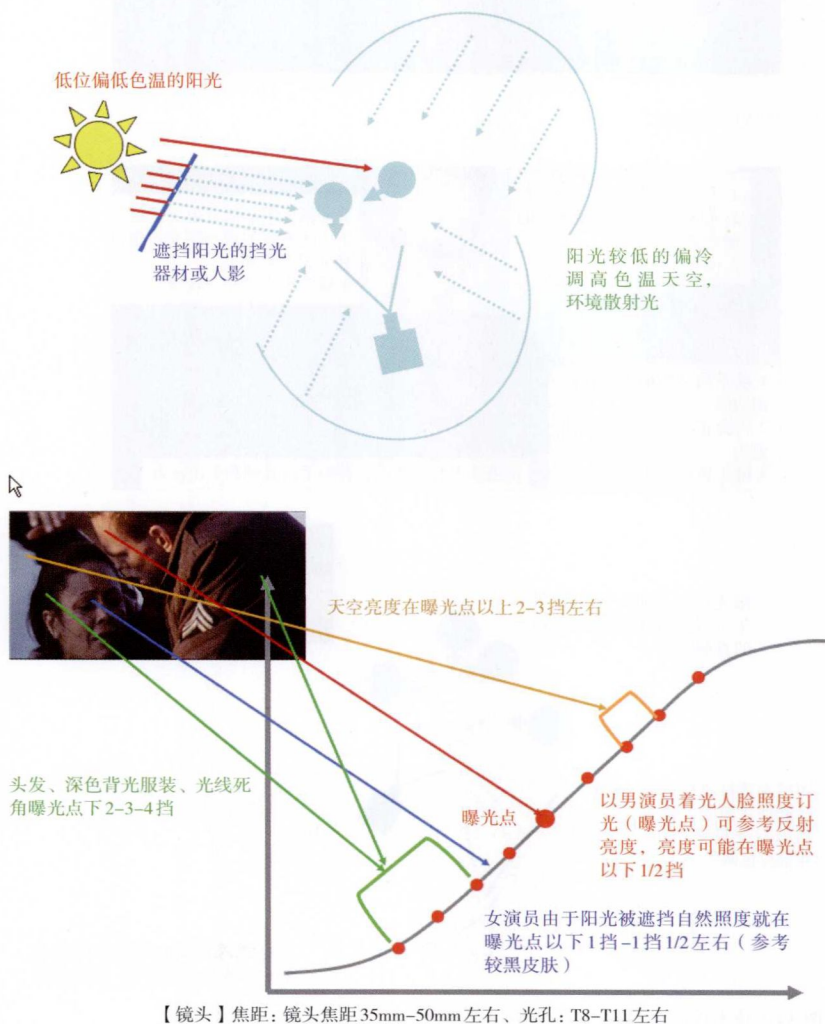 低位偏低色温的阳光
遮挡阳光的挡光
器材或人影
阳光较低的偏冷
调高色温天空，
环境散射光
天空亮度在曝光点以上2-3挡左右
头发、深色背光服装、光线死
角曝光点下2-3-4挡
曝光点
以男演员着光人脸照度订
光（曝光点）可参考反射
亮度，亮度可能在曝光点
以下1/2挡
女演员由于阳光被遮挡自然照度就在
曝光点以下1挡-1挡1/2左右（参考
较黑皮肤）
【镜头】焦距：镜头焦距35mm-50mm左右、光孔：T8-T11左右